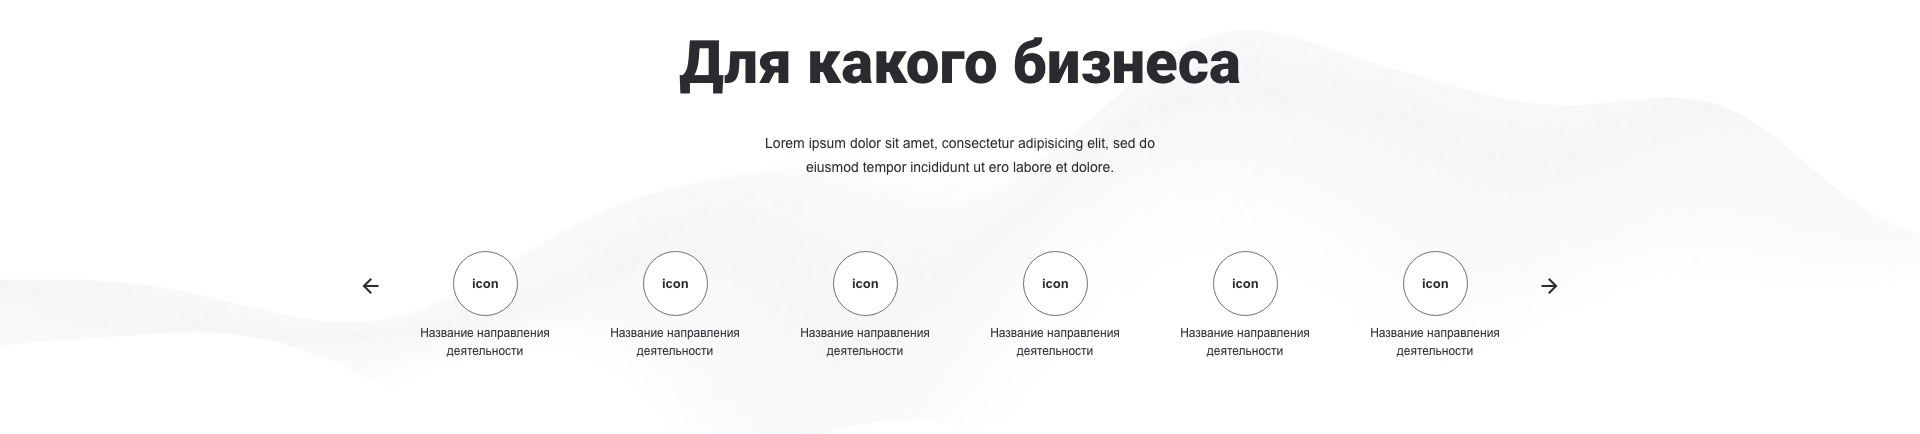 Для какого бизнеса
Lorem ipsum dolor sit amet, consectetur adipisicing elit, sed do
eiusmod tempor incididunt ut ero labore et dolore.
icon icon icon icon icon icon
Название направления Название направления Название направления Название направления Название направления Название направления
деятельности деятельности деятельности деятельности деятельности деятельности